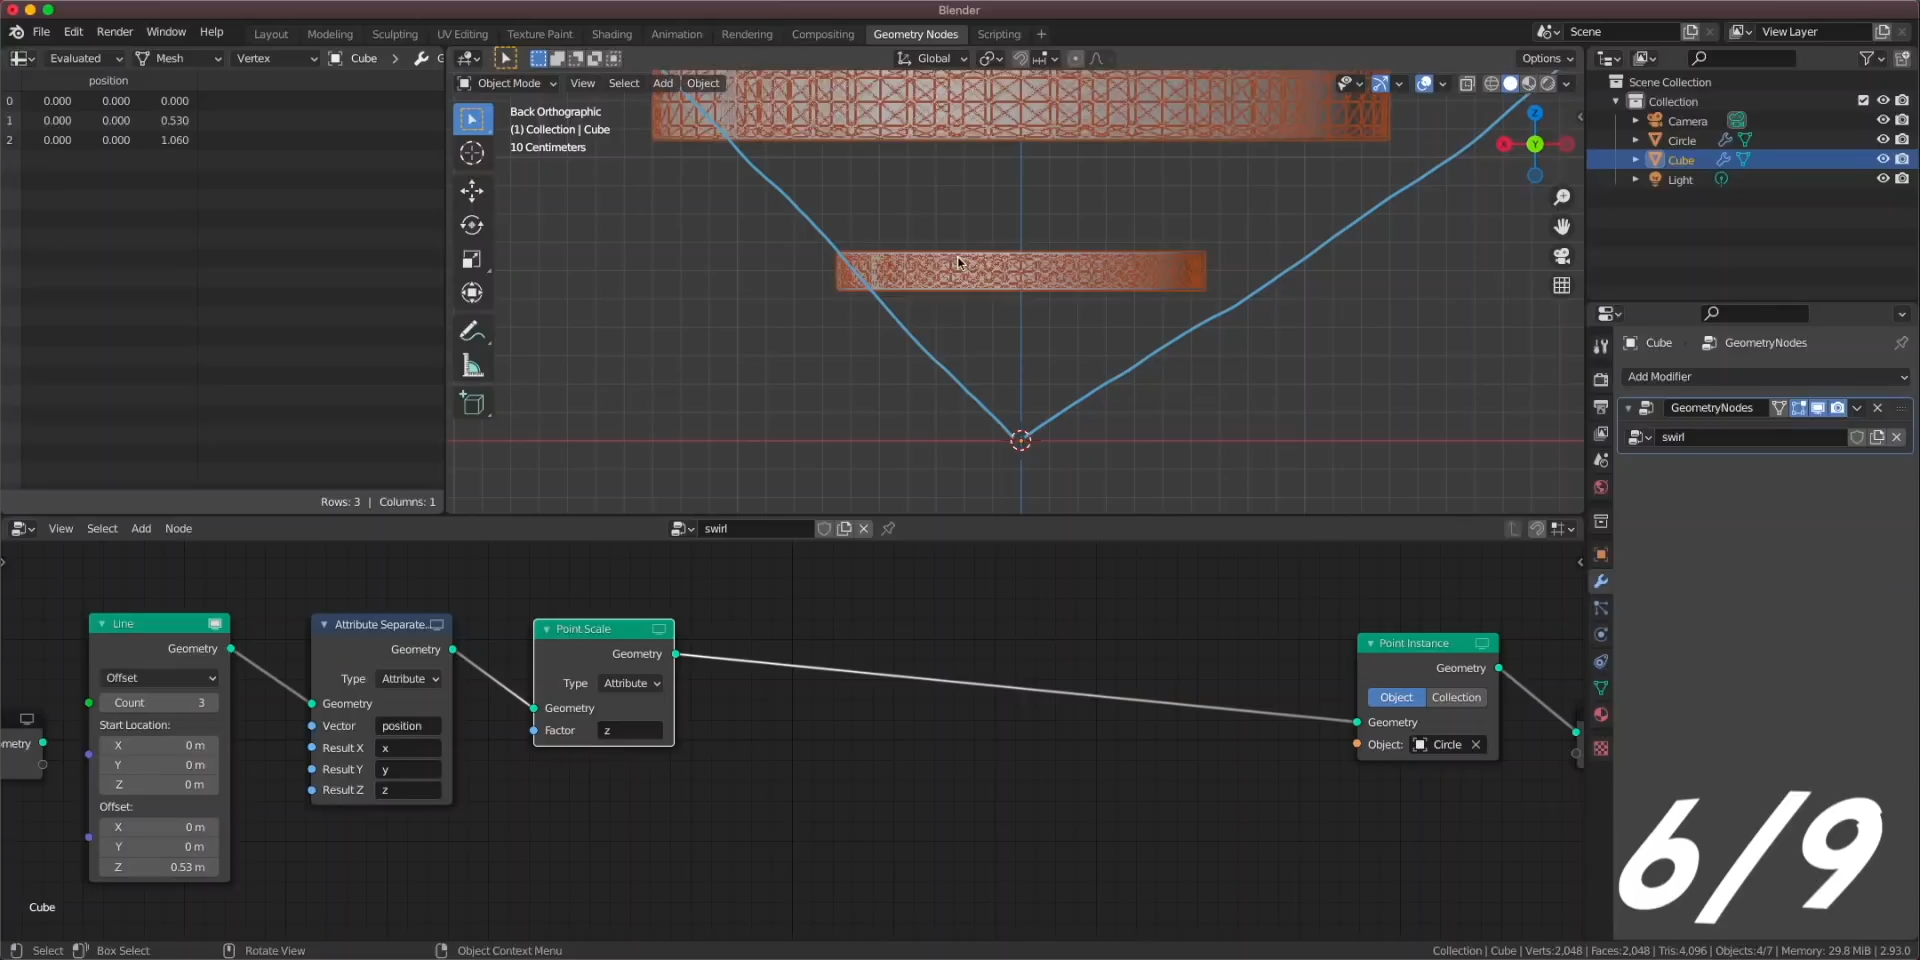 Blender
File Edit Render Window Help
Layout Modeling Sculpting UV Editing Texture Paint Shading Animation Rendering Compositing Geometry Nodes Scripting +
Scene
View Layer
Evaluated Mesh Vertex Cube > G
Global
Options
position
0 0.000 0.000 0.000
1 0.000 0.000 0.530
2 0.000 0.000 1.060
Rows: 3 | Columns: 1
Object Mode View Select Add Object
Back Orthographic
(1) Collection | Cube
10 Centimeters
Z
X
Y
Scene Collection
Collection
Camera
Circle
Cube
Light
Cube
GeometryNodes
Add Modifier
GeometryNodes
swirl
View Select Add Node
swirl
Line
Geometry
Offset
Count 3
Start Location:
X 0 m
Y 0 m
Z 0 m
Offset:
X 0 m
Y 0 m
Z 0.53 m
ometry
Attribute Separate..
Geometry
Type Attribute
Geometry
Vector position
Result X x
Result Y y
Result Z z
Point Scale
Geometry
Type Attribute
Geometry
Factor z
Point Instance
Geometry
Object Collection
Geometry
Object: Circle
Cube
6/9
Select Box Select Rotate View Object Context Menu
Collection | Cube | Verts:2,048 | Faces:2,048 | Tris:4,096 | Objects:4/7 | Memory: 29.8 MiB | 2.93.0